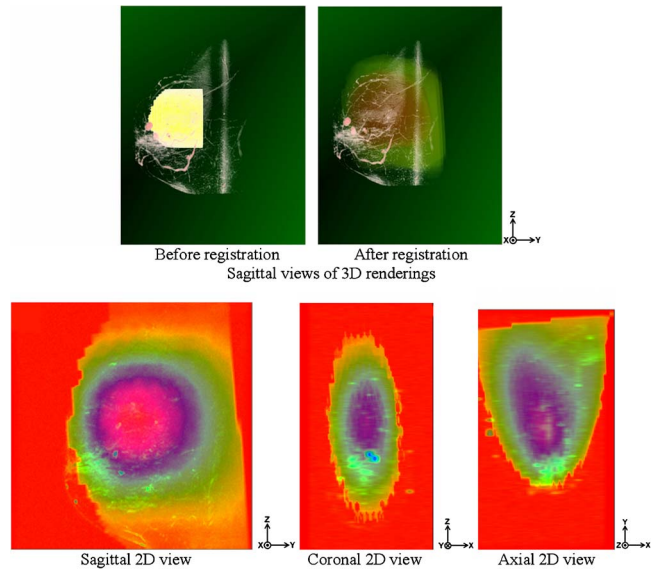 Z
X Y
Before registration After registration
Sagittal views of 3D renderings
Z
X Y
Z
Y X
Y
Z X
Sagittal 2D view Coronal 2D view Axial 2D view